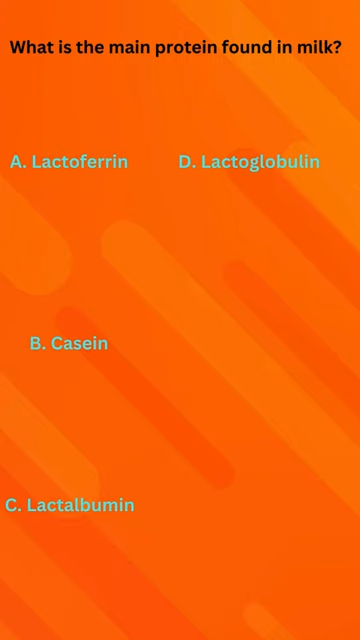 What is the main protein found in milk?
A. Lactoferrin
D. Lactoglobulin
B. Casein
C. Lactalbumin